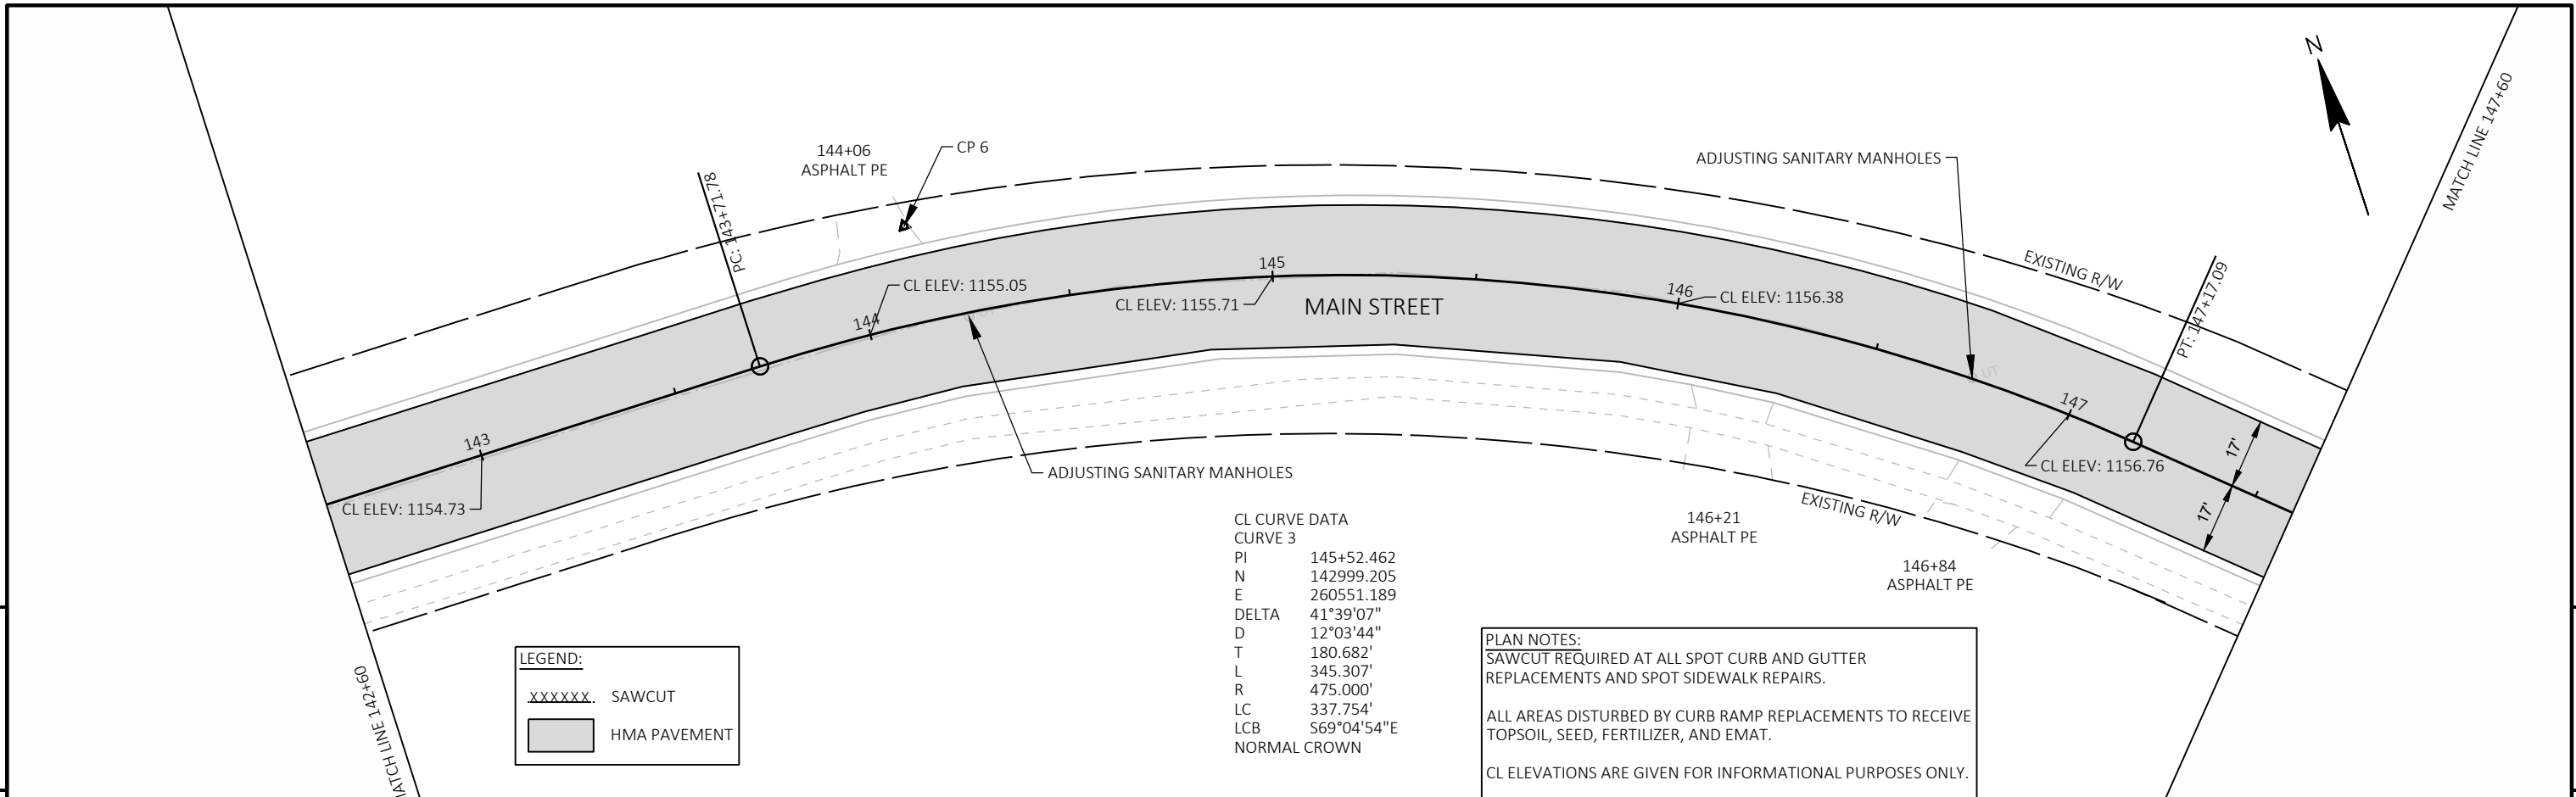 N
MATCH LINE 147+60
144+06
ASPHALT PE
CP 6
ADJUSTING SANITARY MANHOLES
PC: 143+71.78
EXISTING R/W
PT: 147+17.09
145
CL ELEV: 1155.05
144
CL ELEV: 1155.71
MAIN STREET
146
CL ELEV: 1156.38
UT
147
143
17'
CL ELEV: 1156.76
ADJUSTING SANITARY MANHOLES
CL ELEV: 1154.73
17'
EXISTING R/W
146+21
ASPHALT PE
146+84
ASPHALT PE
CL CURVE DATA
CURVE 3
PI 145+52.462
N 142999.205
E 260551.189
DELTA 41°39'07"
D 12°03'44"
T 180.682'
L 345.307'
R 475.000'
LC 337.754'
LCB S69°04'54"E
NORMAL CROWN
LEGEND:
XXXXXX SAWCUT
HMA PAVEMENT
PLAN NOTES:
SAWCUT REQUIRED AT ALL SPOT CURB AND GUTTER
REPLACEMENTS AND SPOT SIDEWALK REPAIRS.
ALL AREAS DISTURBED BY CURB RAMP REPLACEMENTS TO RECEIVE
TOPSOIL, SEED, FERTILIZER, AND EMAT.
CL ELEVATIONS ARE GIVEN FOR INFORMATIONAL PURPOSES ONLY.
ATCH LINE 142+60